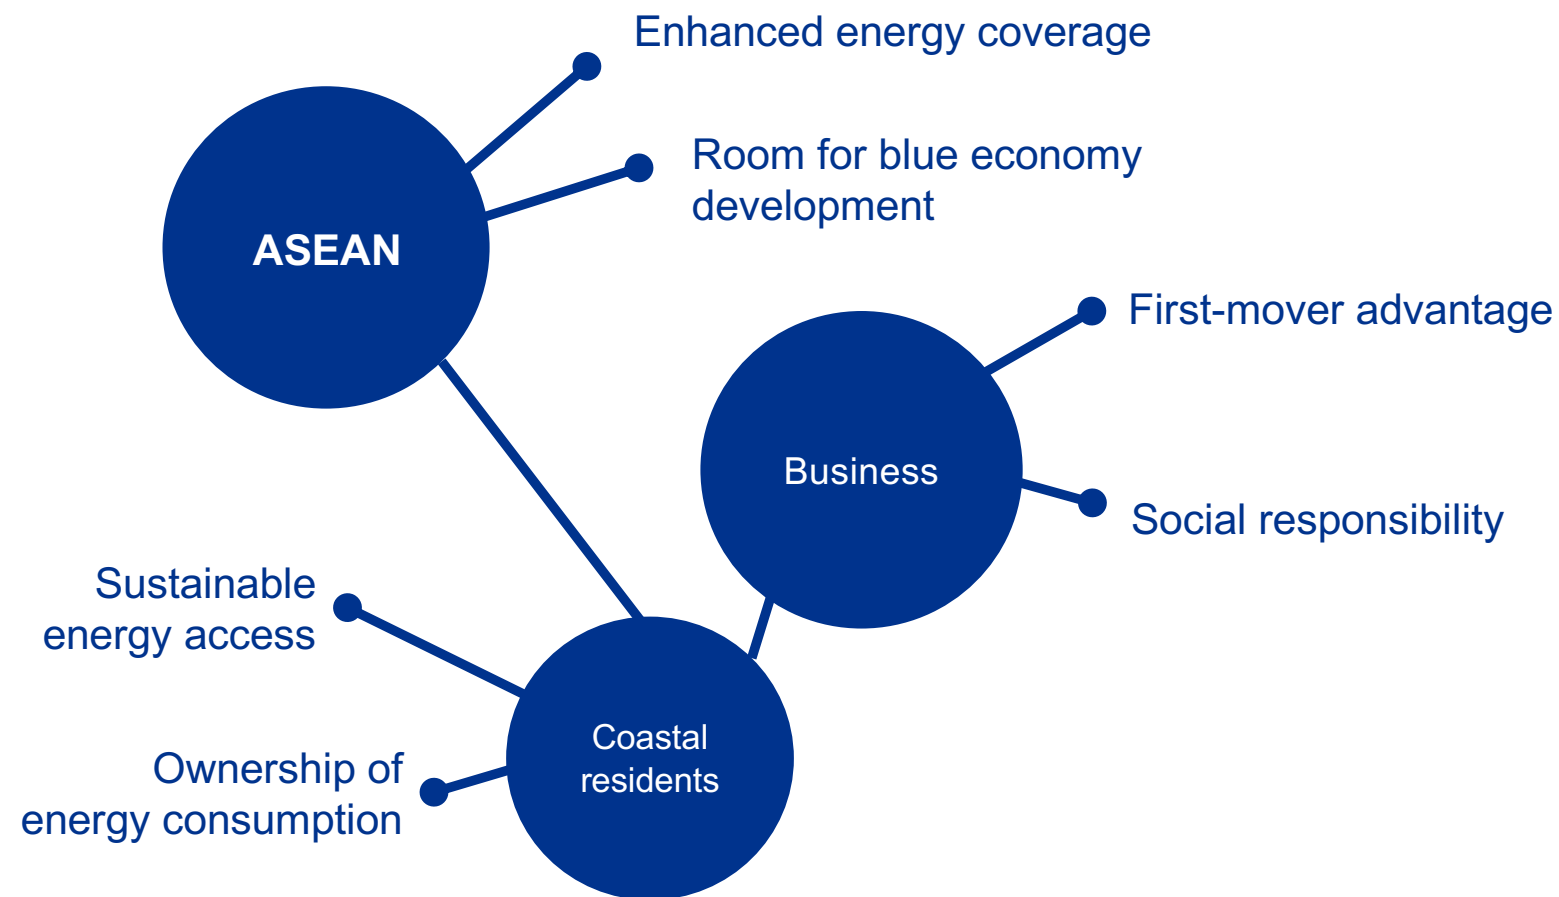 Enhanced energy coverage
Room for blue economy
development
ASEAN
First-mover advantage
Business
Social responsibility
Sustainable
energy access
Coastal
residents
Ownership of
energy consumption